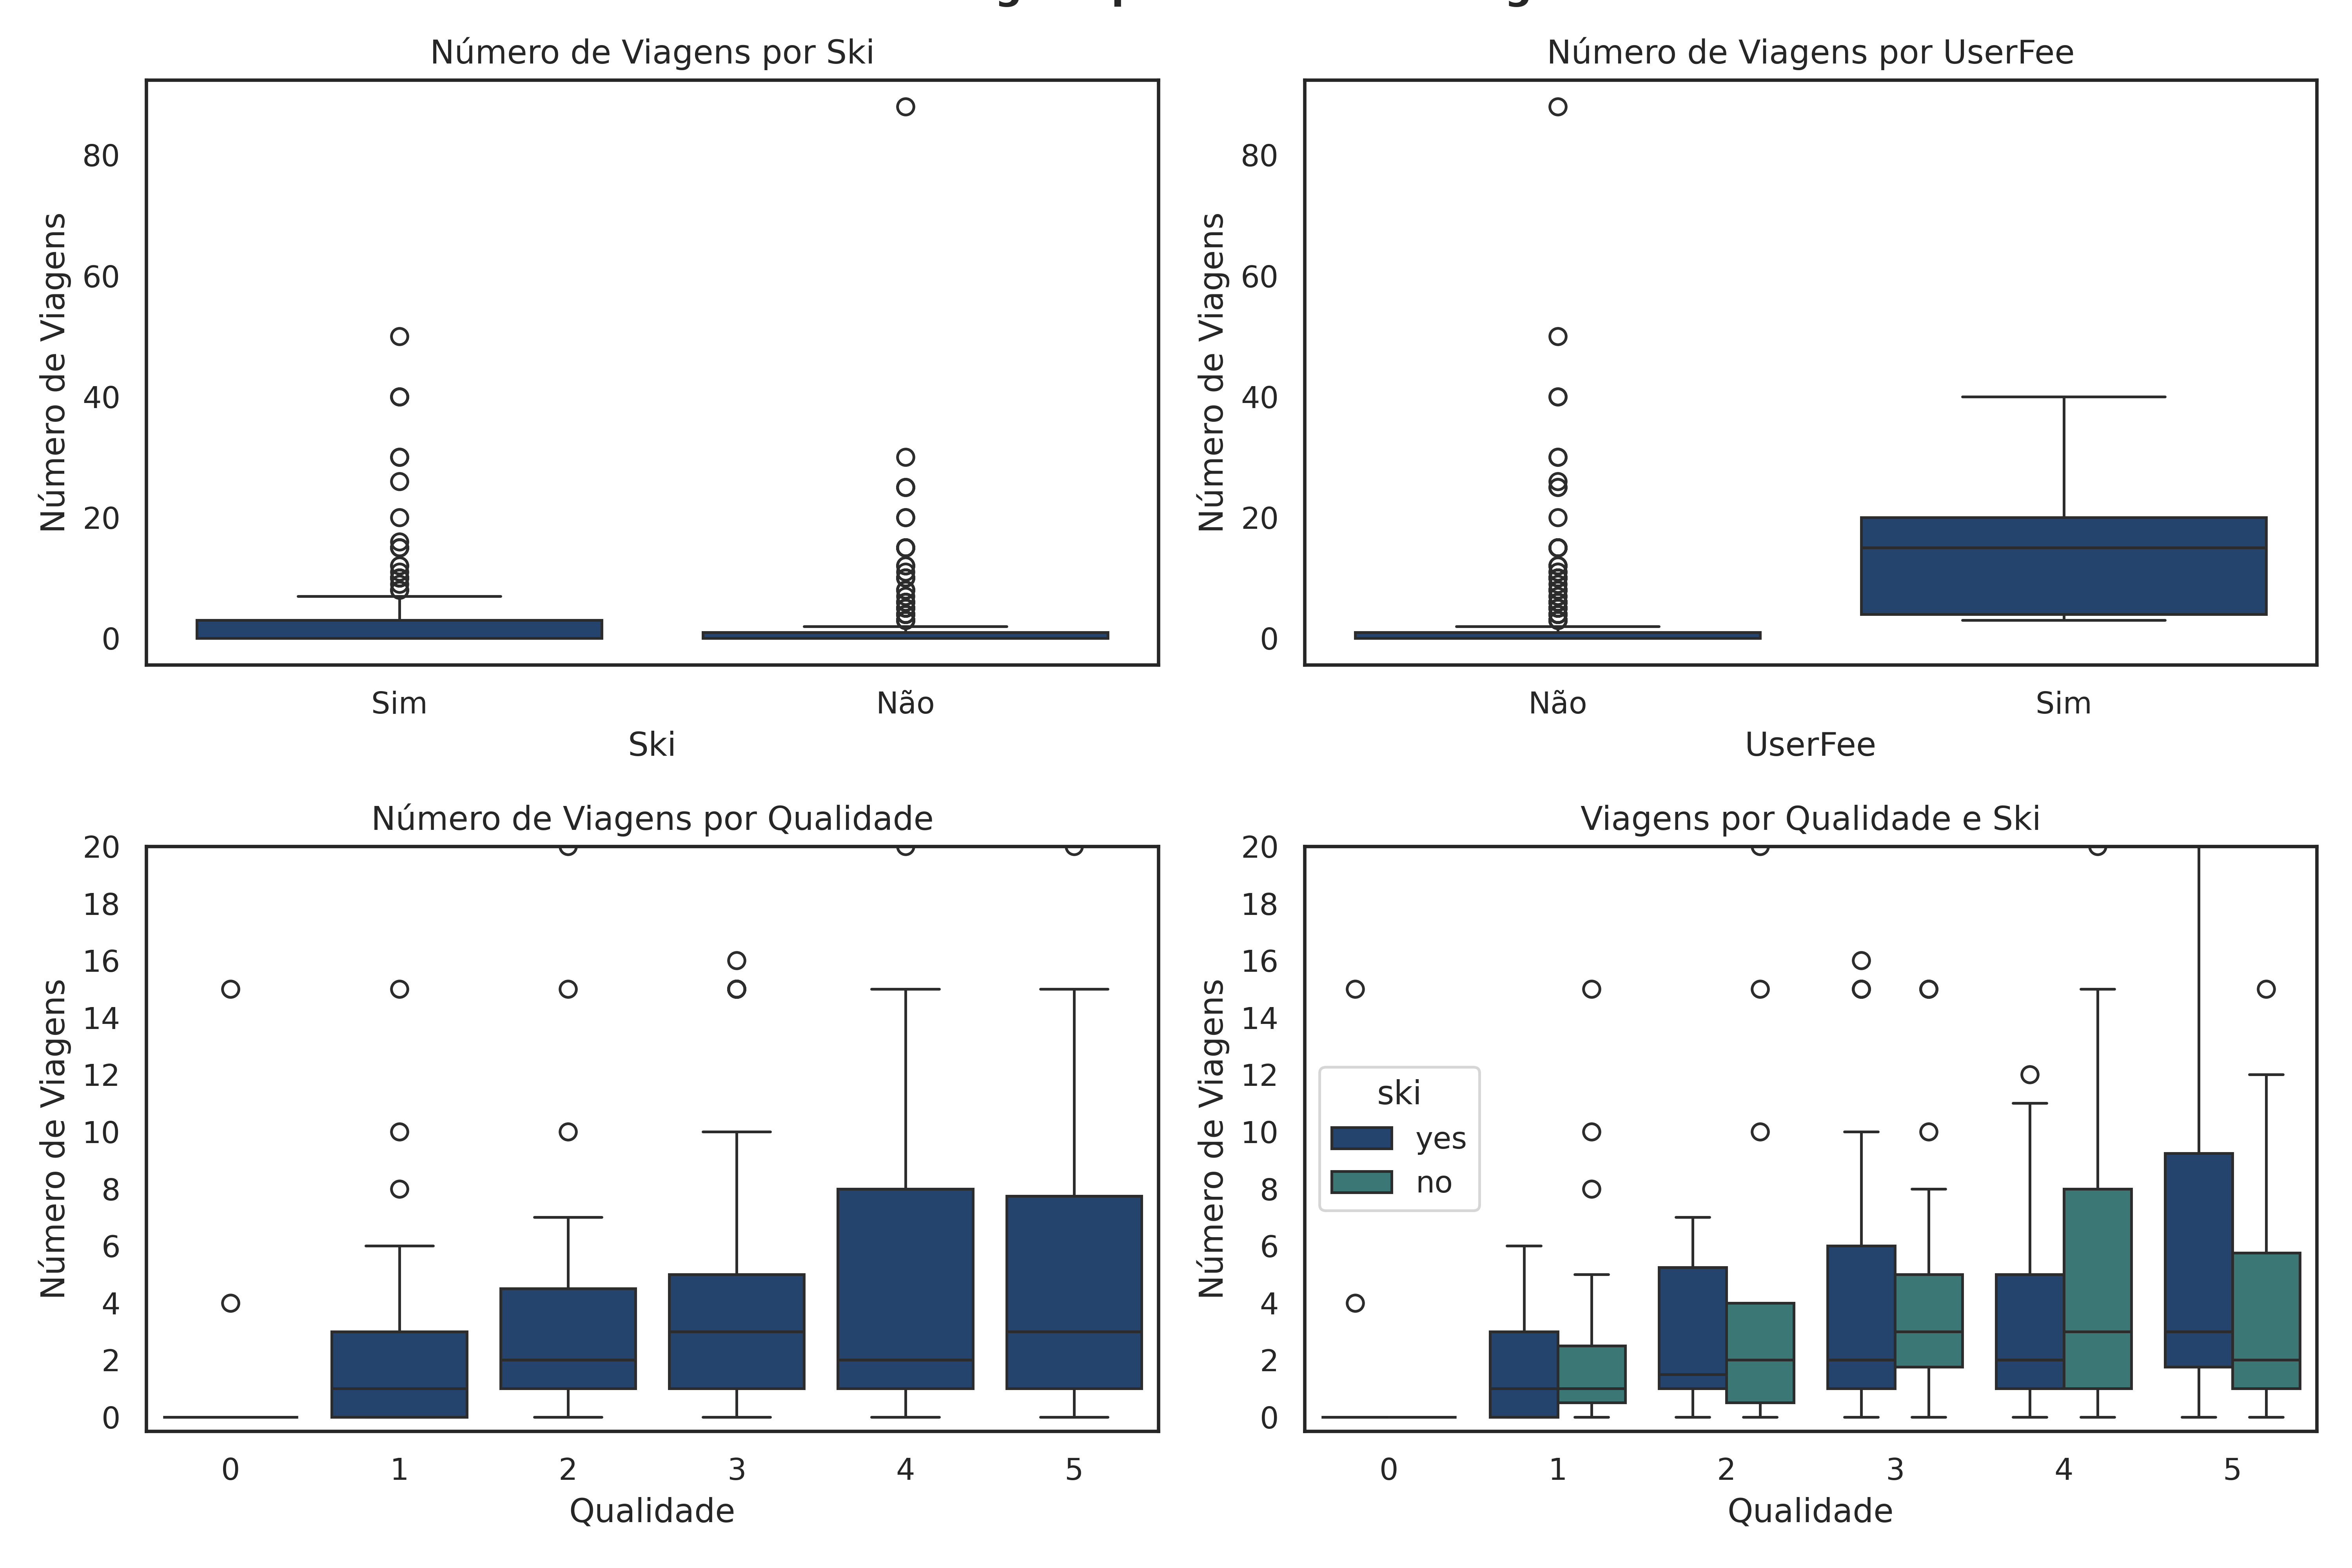 Número de Viagens por Ski
Número de Viagens
80
60
40
20
0
Sim
Não
Ski
Número de Viagens por UserFee
Número de Viagens
80
60
40
20
0
Não
Sim
UserFee
Número de Viagens por Qualidade
Número de Viagens
20
18
16
14
12
10
8
6
4
2
0
0
1
2
3
4
5
Qualidade
Viagens por Qualidade e Ski
Número de Viagens
20
18
16
14
12
10
8
6
4
2
0
ski
yes
no
0
1
2
3
4
5
Qualidade